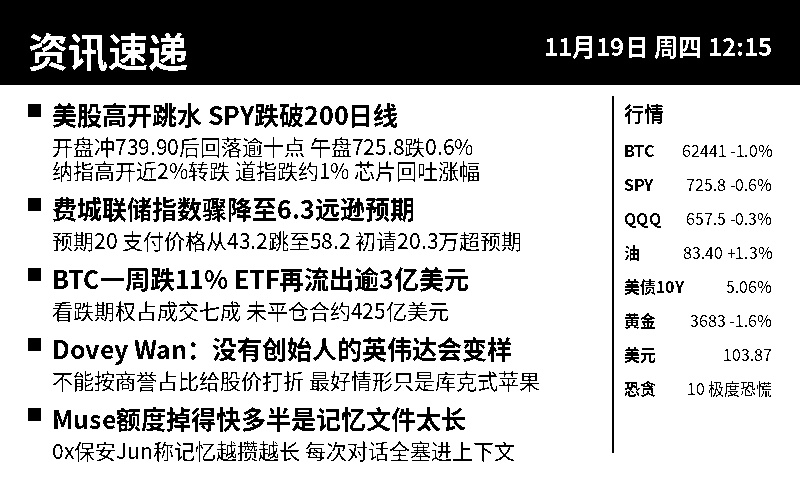 资讯速递
11月19日 周四 12:15
美股高开跳水 SPY跌破200日线
开盘冲739.90后回落逾十点 午盘725.8跌0.6%
纳指高开近2%转跌 道指跌约1% 芯片回吐涨幅
费城联储指数骤降至6.3远逊预期
预期20 支付价格从43.2跳至58.2 初请20.3万超预期
BTC一周跌11% ETF再流出逾3亿美元
看跌期权占成交七成 未平仓合约425亿美元
Dovey Wan：没有创始人的英伟达会变样
不能按商誉占比给股价打折 最好情形只是库克式苹果
Muse额度掉得快多半是记忆文件太长
0x保安Jun称记忆越攒越长 每次对话全塞进上下文
行情
BTC 62441 -1.0%
SPY 725.8 -0.6%
QQQ 657.5 -0.3%
油 83.40 +1.3%
美债10Y 5.06%
黄金 3683 -1.6%
美元 103.87
恐贪 10 极度恐慌